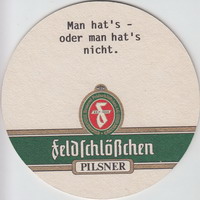 Man hat's -
oder man hat's
nicht.
Feldschlößchen
PILSNER